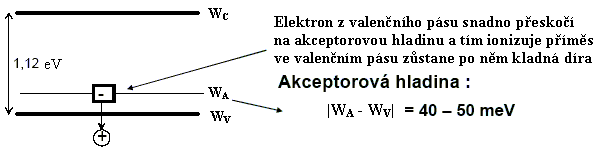 W_C
Elektron z valenčního pásu snadno přeskočí
na akceptorovou hladinu a tím ionizuje příměs
ve valenčním pásu zůstane po něm kladná díra
1,12 eV
Akceptorová hladina :
-
W_A
|W_A - W_V| = 40 – 50 meV
W_V
+